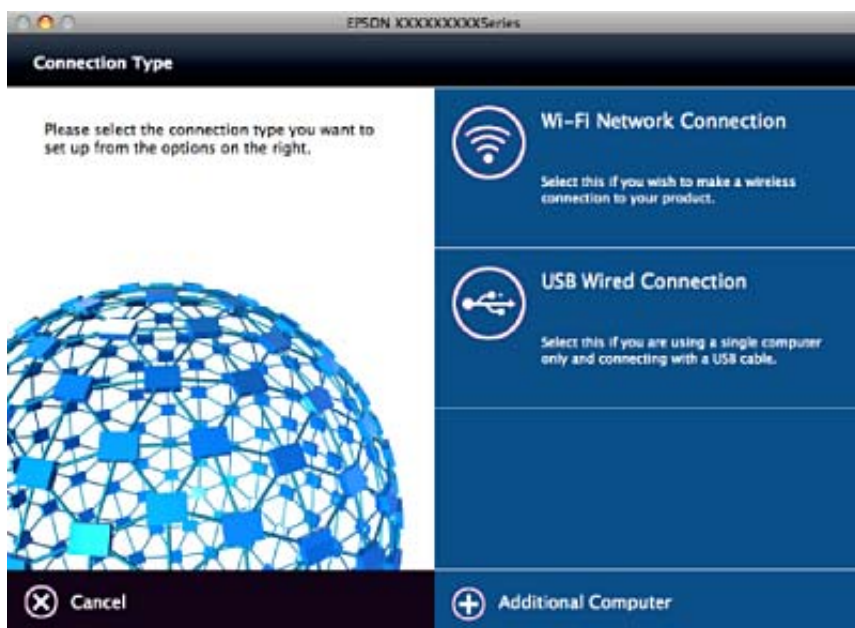 EPSON XXXXXXXXXSeries
Connection Type
Please select the connection type you want to
set up from the options on the right.
Wi-Fi Network Connection
Select this if you wish to make a wireless
connection to your product.
USB Wired Connection
Select this if you are using a single computer
only and connecting with a USB cable.
Cancel
Additional Computer